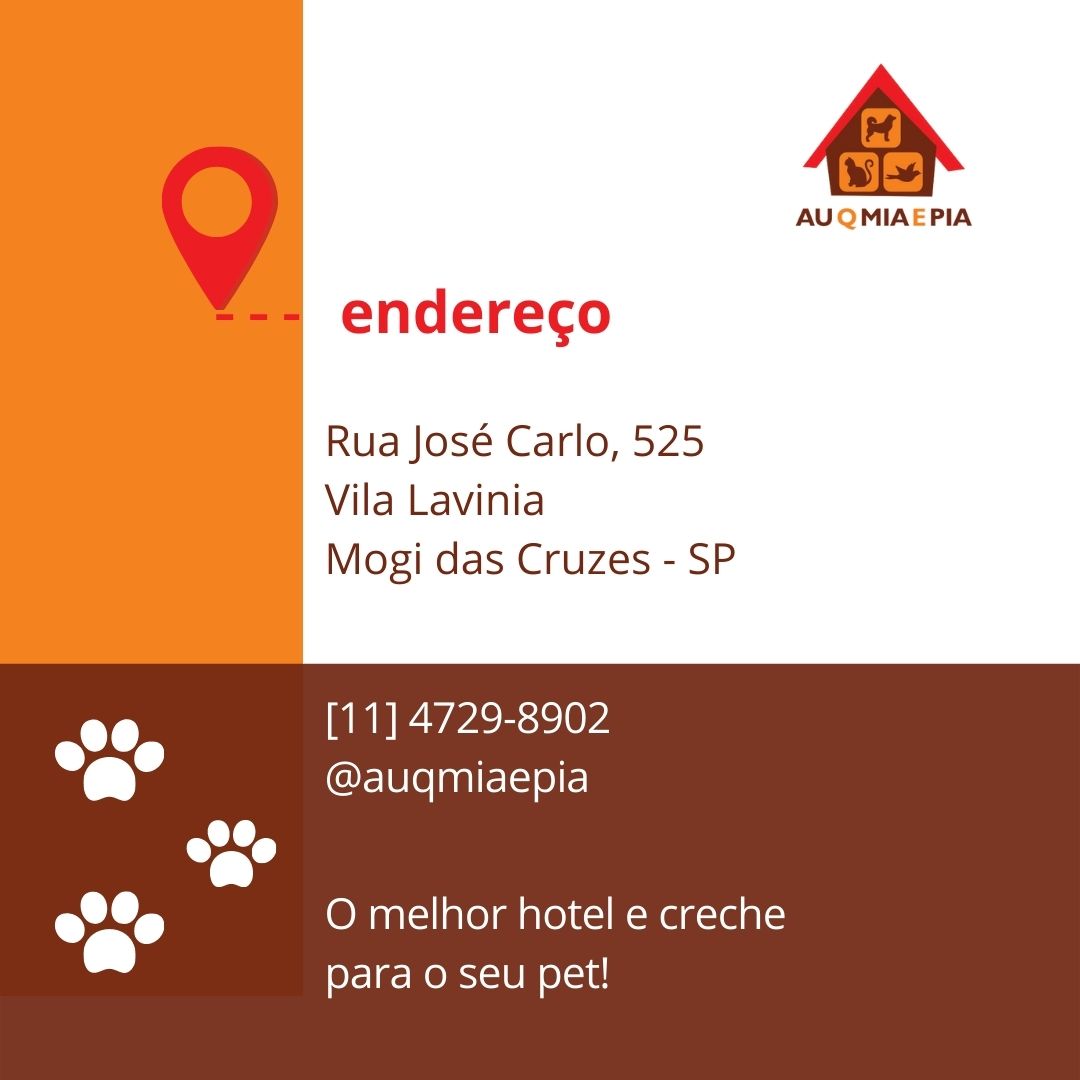 AUQMIAEPIA
endereço
Rua José Carlo, 525
Vila Lavinia
Mogi das Cruzes - SP
[11] 4729-8902
@auqmiaepia
O melhor hotel e creche
para o seu pet!